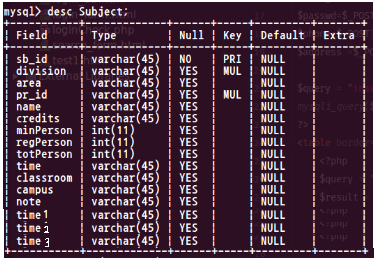 mysql> desc Subject;
| Field | Type | Null | Key | Default | Extra |
| sb_id | varchar(45) | NO | PRI | NULL | |
| division | varchar(45) | YES | MUL | NULL | |
| area | varchar(45) | YES | | NULL | |
| pr_id | varchar(45) | YES | MUL | NULL | |
| name | varchar(45) | YES | | NULL | |
| credits | varchar(45) | YES | | NULL | |
| minPerson | int(11) | YES | | NULL | |
| regPerson | int(11) | YES | | NULL | |
| totPerson | int(11) | YES | | NULL | |
| time | varchar(45) | YES | | NULL | |
| classroom | varchar(45) | YES | | NULL | |
| campus | varchar(45) | YES | | NULL | |
| note | varchar(45) | YES | | NULL | |
| time1 | varchar(45) | YES | | NULL | |
| time2 | varchar(45) | YES | | NULL | |
| time3 | varchar(45) | YES | | NULL | |